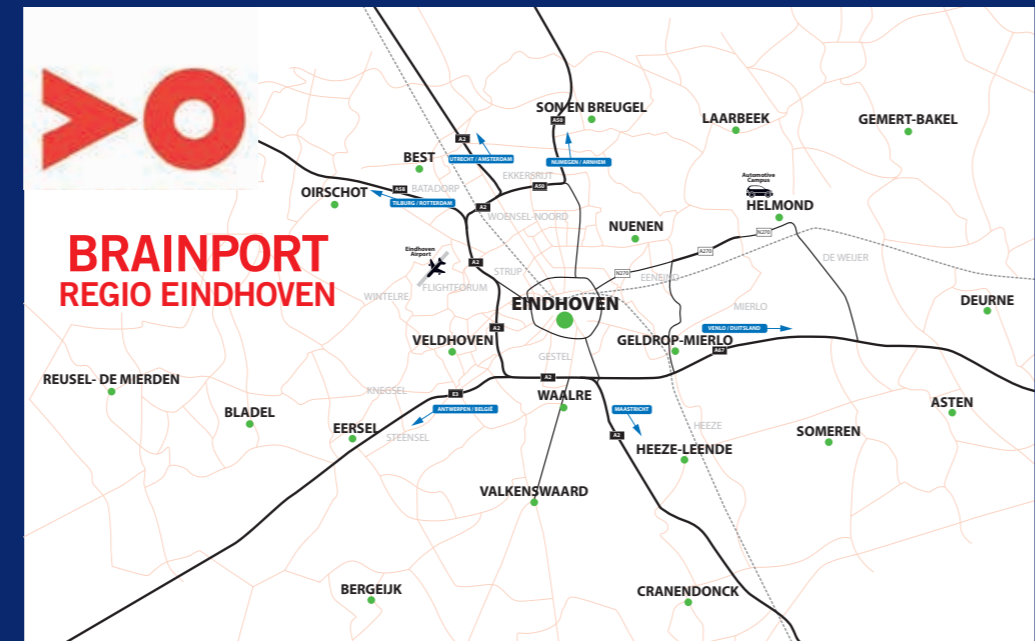 SON EN BREUGEL
A50
LAARBEEK
GEMERT-BAKEL
A2
UTRECHT / AMSTERDAM
NIJMEGEN / ARNHEM
BEST
EKKERSRIJT
Automotive
Campus
A58
BATADORP
A50
OIRSCHOT
TILBURG / ROTTERDAM
A2
HELMOND
WOENSEL-NOORD
NUENEN
N270
BRAINPORT
REGIO EINDHOVEN
Eindhoven
Airport
A270
A2
STRIJP
N270
EENEIND
DE WEIJER
FLIGHTFORUM
WINTELRE
EINDHOVEN
MIERLO
DEURNE
A2
VENLO / DUITSLAND
VELDHOVEN
GELDROP-MIERLO
A67
GESTEL
REUSEL- DE MIERDEN
A2
KNEGSEL
E3
WAALRE
ANTWERPEN / BELGIË
MAASTRICHT
ASTEN
BLADEL
EERSEL
STEENSEL
A2
HEEZE
SOMEREN
HEEZE-LEENDE
VALKENSWAARD
BERGEIJK
CRANENDONCK